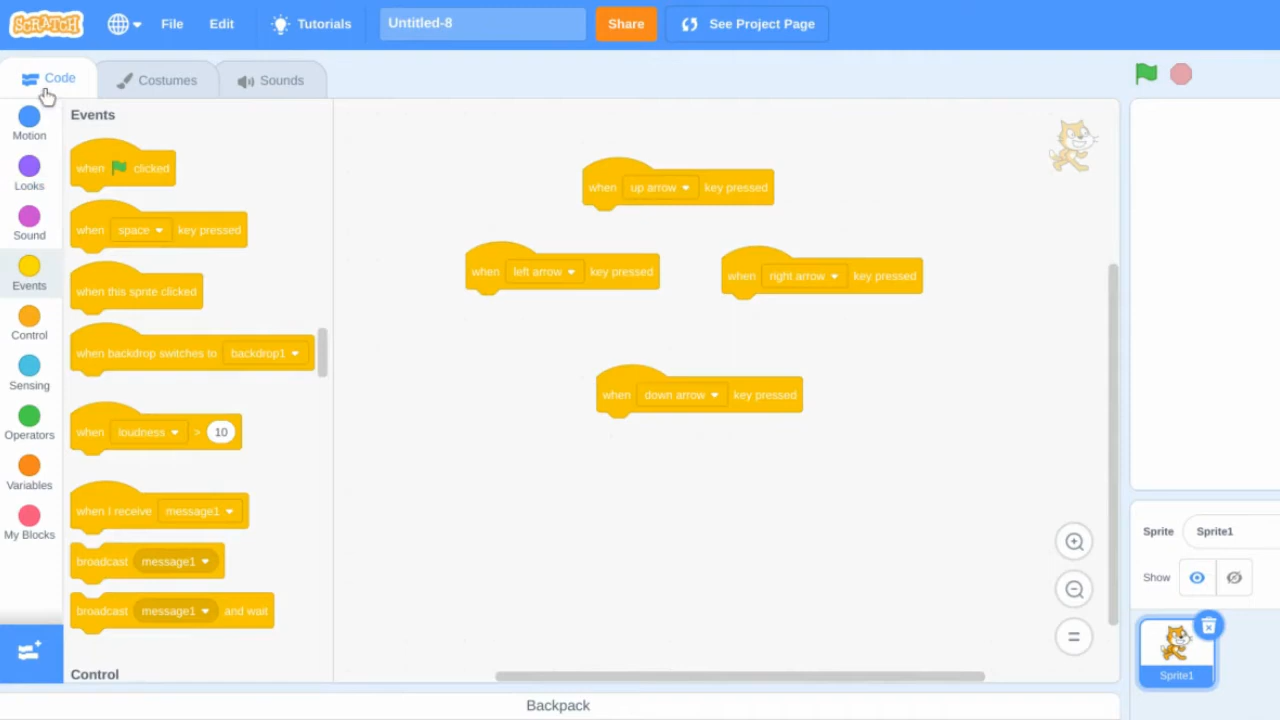 SCRATCH File Edit Tutorials Untitled-8 Share See Project Page
Code Costumes Sounds
Motion
Looks
Sound
Events
Control
Sensing
Operators
Variables
My Blocks
Events
when clicked
when space key pressed
when this sprite clicked
when backdrop switches to backdrop1
when loudness > 10
when I receive message1
broadcast message1
broadcast message1 and wait
Control
when up arrow key pressed
when left arrow key pressed
when right arrow key pressed
when down arrow key pressed
Sprite Sprite1
Show
Sprite1
Backpack